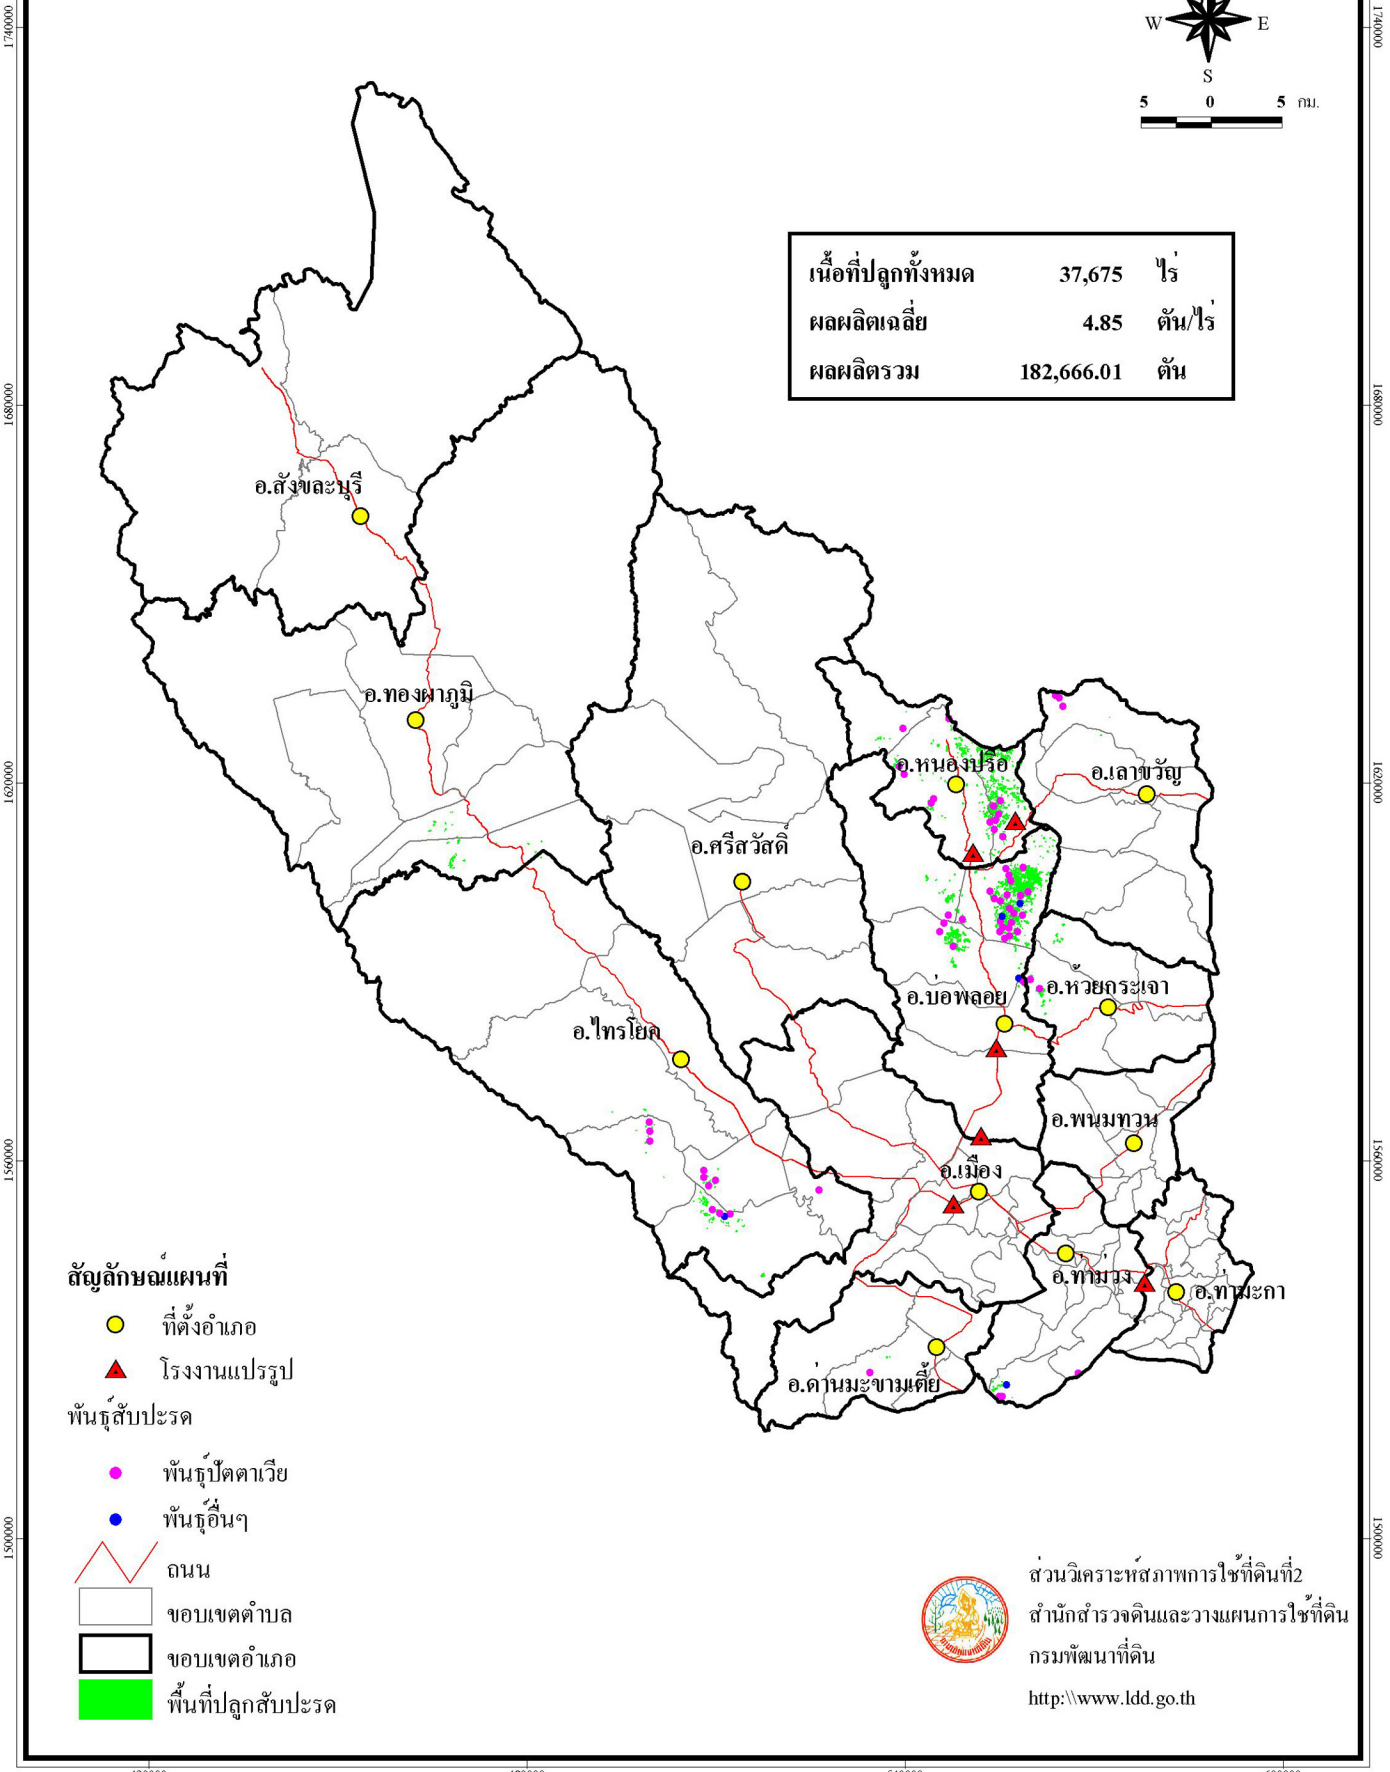 1740000
1740000
W E
S
5 0 5 กม.
เนื้อที่ปลูกทั้งหมด 37,675 ไร่
ผลผลิตเฉลี่ย 4.85 ตัน/ไร่
ผลผลิตรวม 182,666.01 ตัน
1680000
1680000
อ.สังขละบุรี
อ.ทองผาภูมิ
อ.หนองปรือ
อ.เลาขวัญ
1620000
1620000
อ.ศรีสวัสดิ์
อ.บ่อพลอย
อ.ห้วยกระเจา
อ.ไทรโยค
อ.พนมทวน
1560000
1560000
อ.เมือง
อ.ท่าม่วง
อ.ท่ามะกา
อ.ด่านมะขามเตี้ย
สัญลักษณ์แผนที่
ที่ตั้งอำเภอ
โรงงานแปรรูป
พันธุ์สับปะรด
พันธุ์ปัตตาเวีย
พันธุ์อื่นๆ
ถนน
ขอบเขตตำบล
ขอบเขตอำเภอ
พื้นที่ปลูกสับปะรด
1500000
1500000
ส่วนวิเคราะห์สภาพการใช้ที่ดินที่2
สำนักสำรวจดินและวางแผนการใช้ที่ดิน
กรมพัฒนาที่ดิน
http:\\www.ldd.go.th